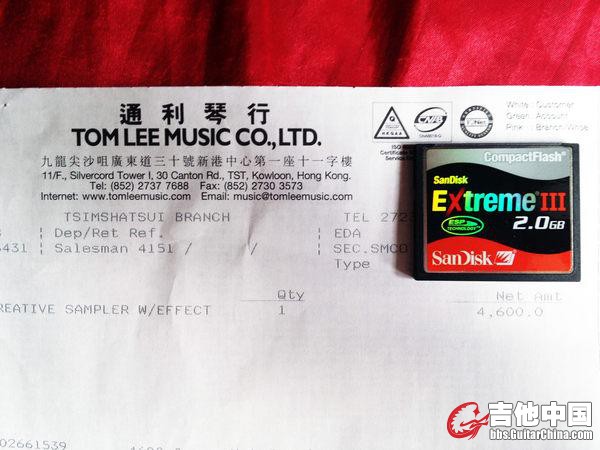 通利琴行
TOM LEE MUSIC CO., LTD.
九龍尖沙咀廣東道三十號新港中心第一座十一字樓
11/F., Silvercord Tower I, 30 Canton Rd., TST, Kowloon, Hong Kong.
Tel: (852) 2737 7688 Fax: (852) 2730 3573
Internet: www.tomleemusic.com Email: music@tomleemusic.com
HKQAA
White: Customer
Green: Account
Pink: Branch/Whse
TSIMSHATSUI BRANCH TEL 2723
Dep/Ret Ref. EDA
6431 Salesman 4151 / / SEC.SMCO
Type
Qty Net Amt
REATIVE SAMPLER W/EFFECT 1 4,600.0
02661539
CompactFlash®
SanDisk
Extreme III
ESP
TECHNOLOGY
2.0GB
SanDisk
吉他中国
bbs.GuitarChina.com